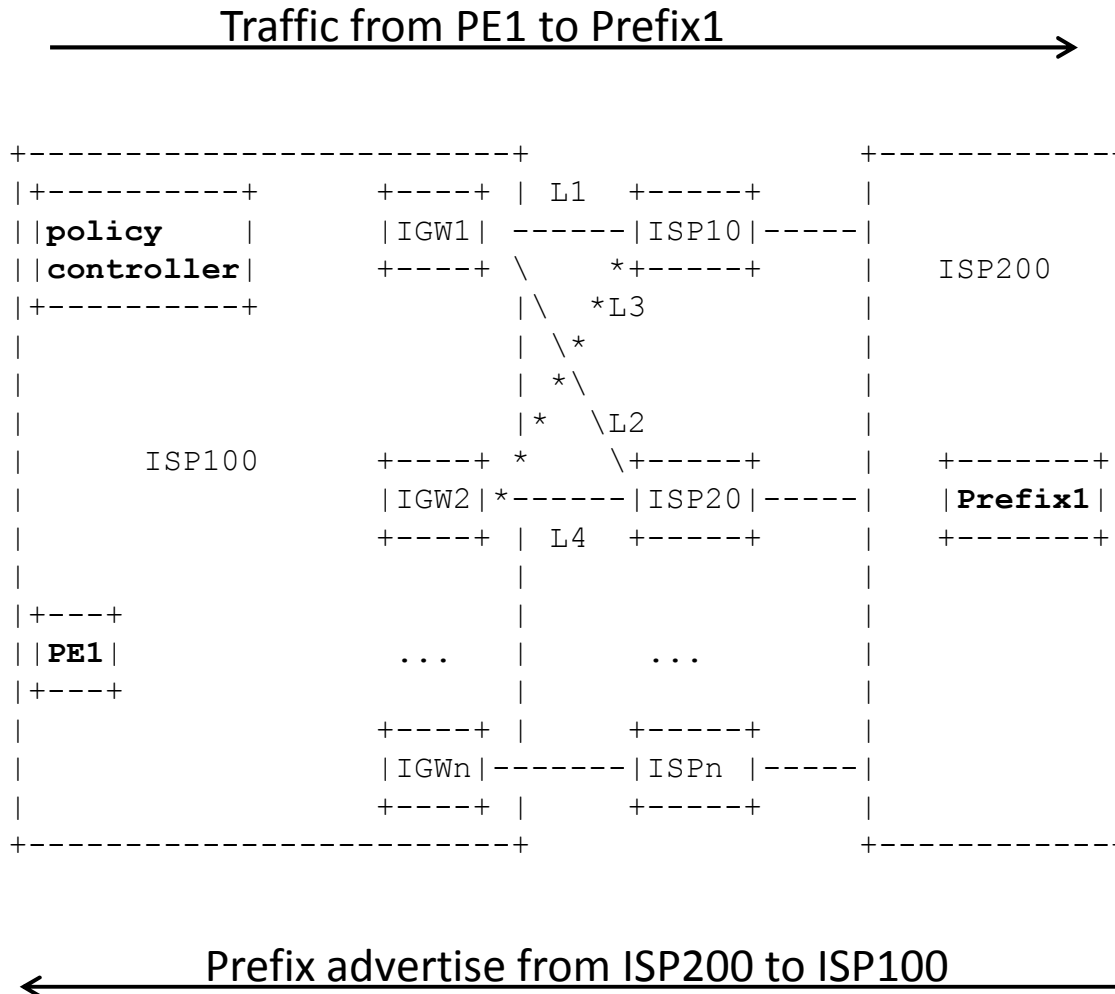 Traffic from PE1 to Prefix1
+-------------------------+                 +------------
|+----------+      +----+ | L1  +-----+     |
||policy    |      |IGW1| ------|ISP10|-----|
||controller|      +----+ \    *+-----+     |   ISP200
|+----------+             |\  *L3           |
|                         | \*              |
|                         | *\              |
|                         |*  \L2           |
|      ISP100      +----+ *    \+-----+     |   +-------+
|                  |IGW2|*------|ISP20|-----|   |Prefix1|
|                  +----+ | L4  +-----+     |   +-------+
|                         |                 |
|+---+                    |                 |
||PE1|              ...   |      ...        |
|+---+                    |                 |
|                  +----+ |     +-----+     |
|                  |IGWn|-------|ISPn |-----|
|                  +----+ |     +-----+     |
+-------------------------+                 +------------
Prefix advertise from ISP200 to ISP100